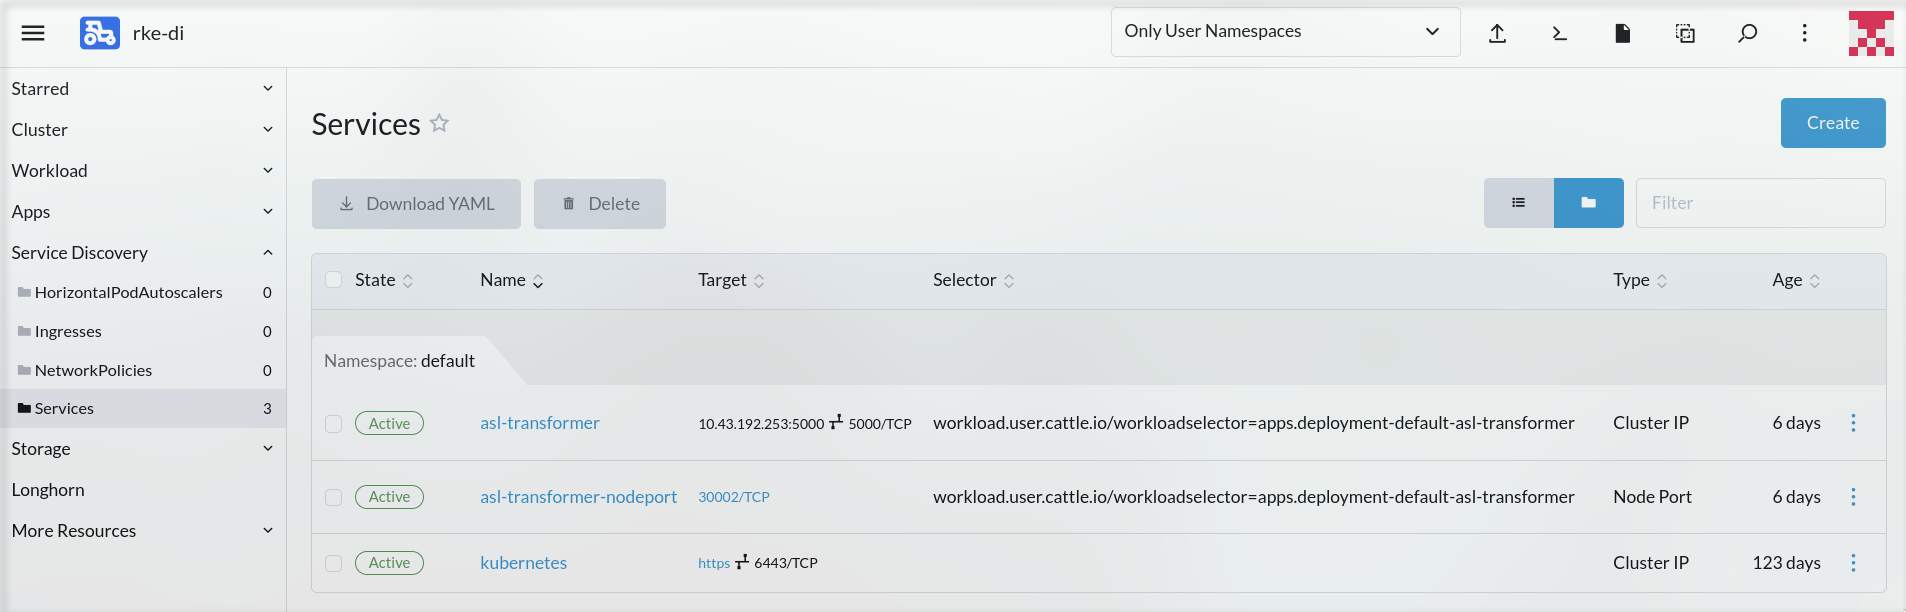 rke-di
Only User Namespaces
Starred
Cluster
Workload
Apps
Service Discovery
HorizontalPodAutoscalers 0
Ingresses 0
NetworkPolicies 0
Services 3
Storage
Longhorn
More Resources
Services
Create
Download YAML
Delete
Filter
State Name Target Selector Type Age
Namespace: default
Active asl-transformer 10.43.192.253:5000 5000/TCP workload.user.cattle.io/workloadselector=apps.deployment-default-asl-transformer Cluster IP 6 days
Active asl-transformer-nodeport 30002/TCP workload.user.cattle.io/workloadselector=apps.deployment-default-asl-transformer Node Port 6 days
Active kubernetes https 6443/TCP Cluster IP 123 days